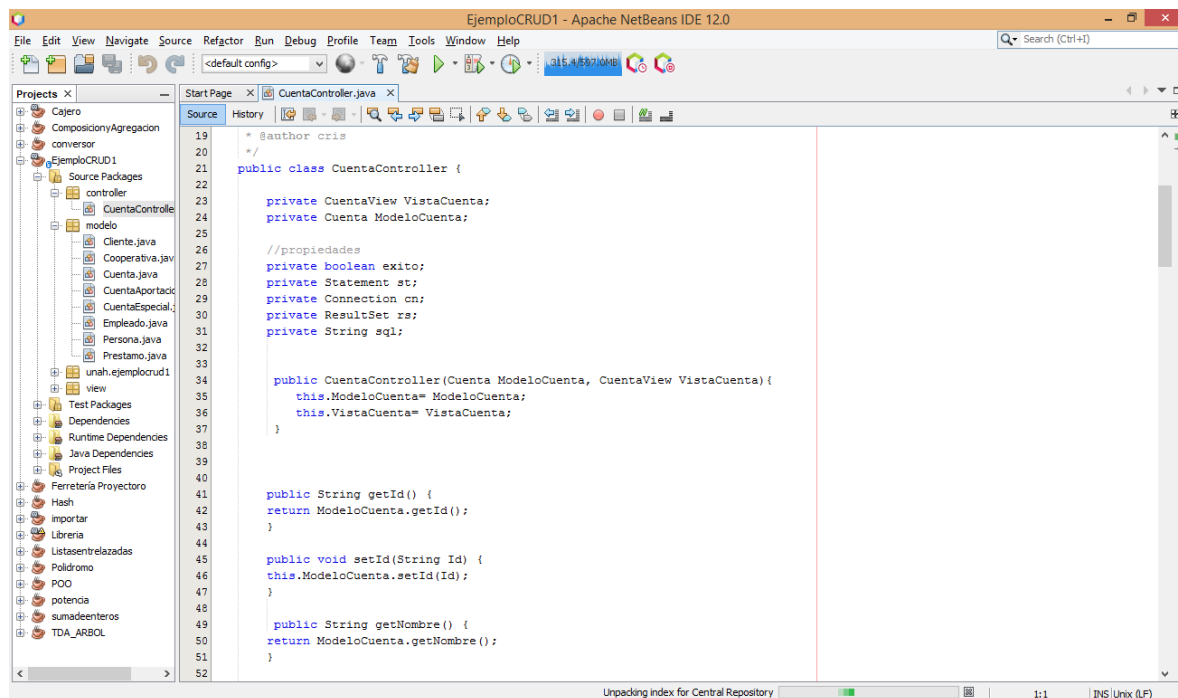 EjemploCRUD1 - Apache NetBeans IDE 12.0
File Edit View Navigate Source Refactor Run Debug Profile Team Tools Window Help
Search (Ctrl+I)
<default config>
Projects
Cajero
ComposicionyAgregacion
conversor
EjemploCRUD1
Source Packages
controller
CuentaControlle
modelo
Cliente.java
Cooperativa.jav
Cuenta.java
CuentaAportacio
CuentaEspecial.j
Empleado.java
Persona.java
Prestamo.java
unah.ejemplocrud1
view
Test Packages
Dependencies
Runtime Dependencies
Java Dependencies
Project Files
Ferretería Proyectoro
Hash
importar
Libreria
Listasentrelazadas
Polidromo
POO
potencia
sumadeenteros
TDA_ARBOL
Start Page CuentaController.java
Source History
19 * @author cris
20 */
21 public class CuentaController {
22
23 private CuentaView VistaCuenta;
24 private Cuenta ModeloCuenta;
25
26 //propiedades
27 private boolean exito;
28 private Statement st;
29 private Connection cn;
30 private ResultSet rs;
31 private String sql;
32
33
34 public CuentaController(Cuenta ModeloCuenta, CuentaView VistaCuenta){
35 this.ModeloCuenta= ModeloCuenta;
36 this.VistaCuenta= VistaCuenta;
37 }
38
39
40
41 public String getId() {
42 return ModeloCuenta.getId();
43 }
44
45 public void setId(String Id) {
46 this.ModeloCuenta.setId(Id);
47 }
48
49 public String getNombre() {
50 return ModeloCuenta.getNombre();
51 }
52
Unpacking index for Central Repository
1:1
INS
Unix (LF)